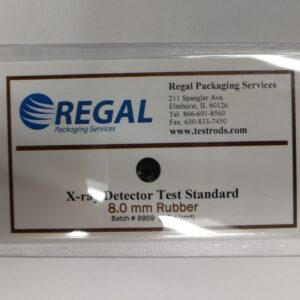 REGAL
Packaging Services
Regal Packaging Services
211 Spangler Ave.
Elmhurst, IL 60126
Tel. 866-691-8560
Fax 630-833-7450
www.testrods.com
X-ray Detector Test Standard
8.0 mm Rubber
Batch # 9959